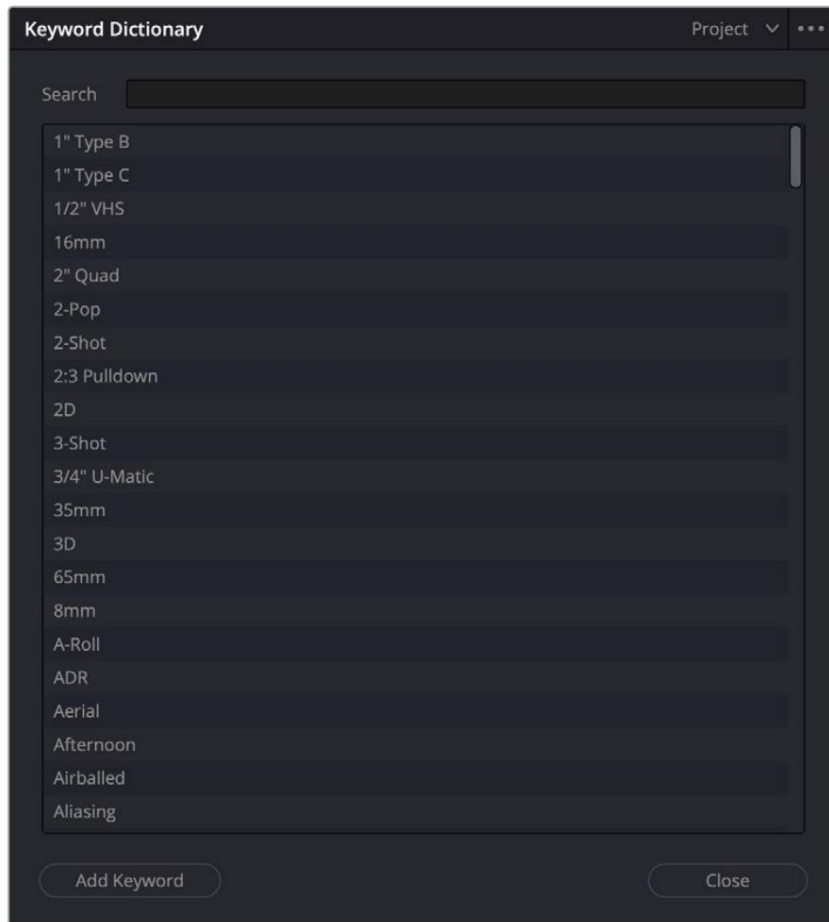 Keyword Dictionary Project
Search
1" Type B
1" Type C
1/2" VHS
16mm
2" Quad
2-Pop
2-Shot
2:3 Pulldown
2D
3-Shot
3/4" U-Matic
35mm
3D
65mm
8mm
A-Roll
ADR
Aerial
Afternoon
Airballed
Aliasing
Add Keyword Close